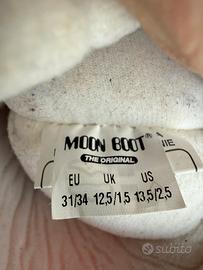 MOON BOOT®
THE ORIGINAL
EU UK US
31/34 12,5/1,5 13,5/2,5
subito